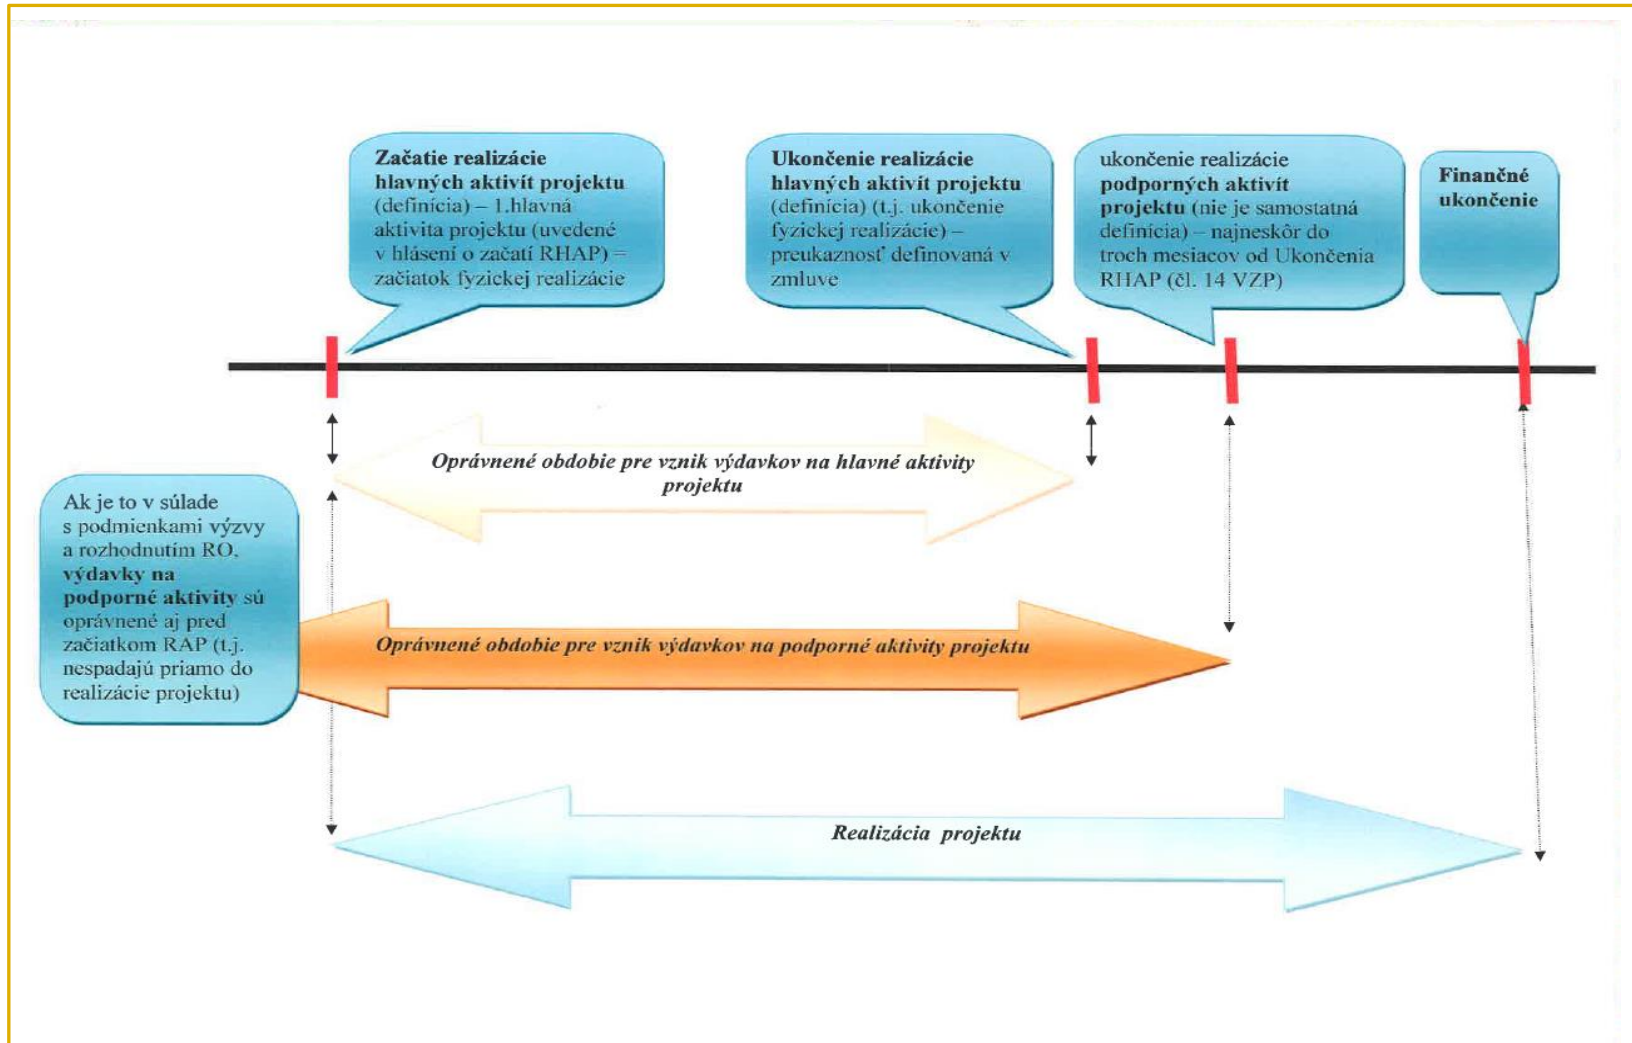 Začatie realizácie
hlavných aktivít projektu
(definícia) – 1.hlavná
aktivita projektu (uvedené
v hlásení o začatí RHAP) =
začiatok fyzickej realizácie
Ukončenie realizácie
hlavných aktivít projektu
(definícia) (t.j. ukončenie
fyzickej realizácie) –
preukaznosť definovaná v
zmluve
ukončenie realizácie
podporných aktivít
projektu (nie je samostatná
definícia) – najneskôr do
troch mesiacov od Ukončenia
RHAP (čl. 14 VZP)
Finančné
ukončenie
Oprávnené obdobie pre vznik výdavkov na hlavné aktivity
projektu
Ak je to v súlade
s podmienkami výzvy
a rozhodnutím RO,
výdavky na
podporné aktivity sú
oprávnené aj pred
začiatkom RAP (t.j.
nespadajú priamo do
realizácie projektu)
Oprávnené obdobie pre vznik výdavkov na podporné aktivity projektu
Realizácia projektu